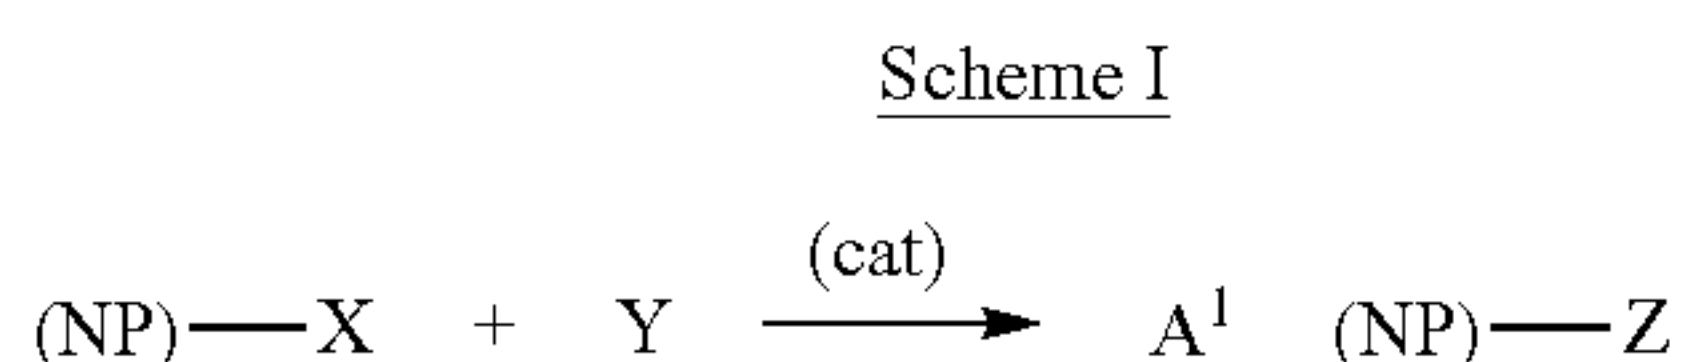 Scheme I
(cat)
(NP)—X + Y → A¹ (NP)—Z